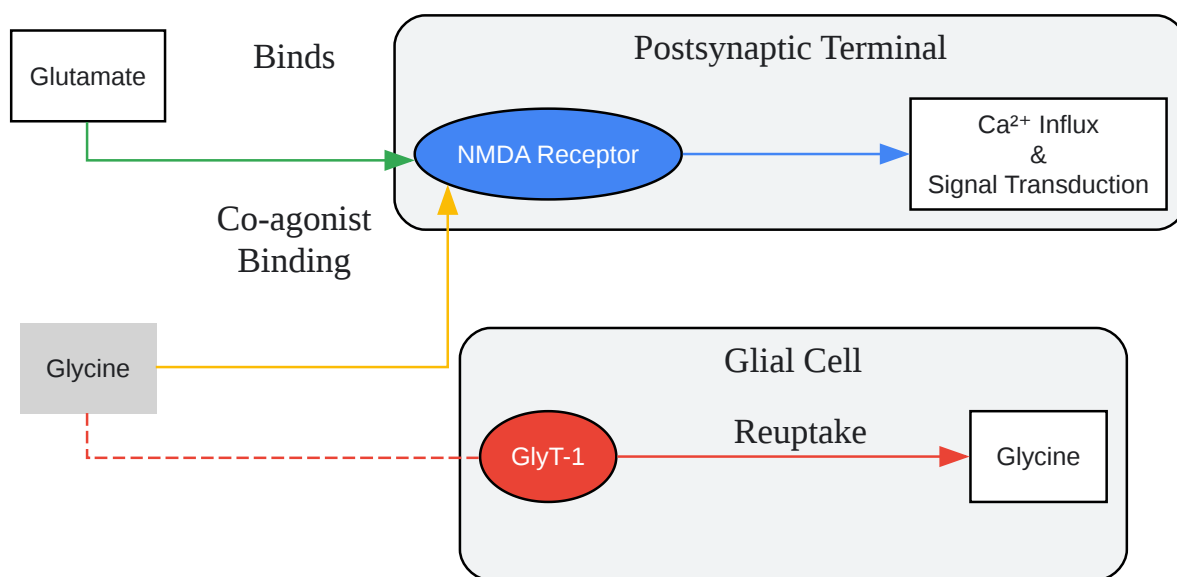 Glutamate
Binds
Postsynaptic Terminal
NMDA Receptor
Ca²⁺ Influx
&
Signal Transduction
Co-agonist
Binding
Glycine
Glial Cell
GlyT-1
Reuptake
Glycine